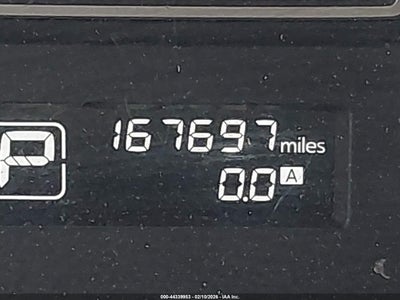 167697 miles
P
0.0 A
000-44339953 - 02/10/2026 - IAA Inc.